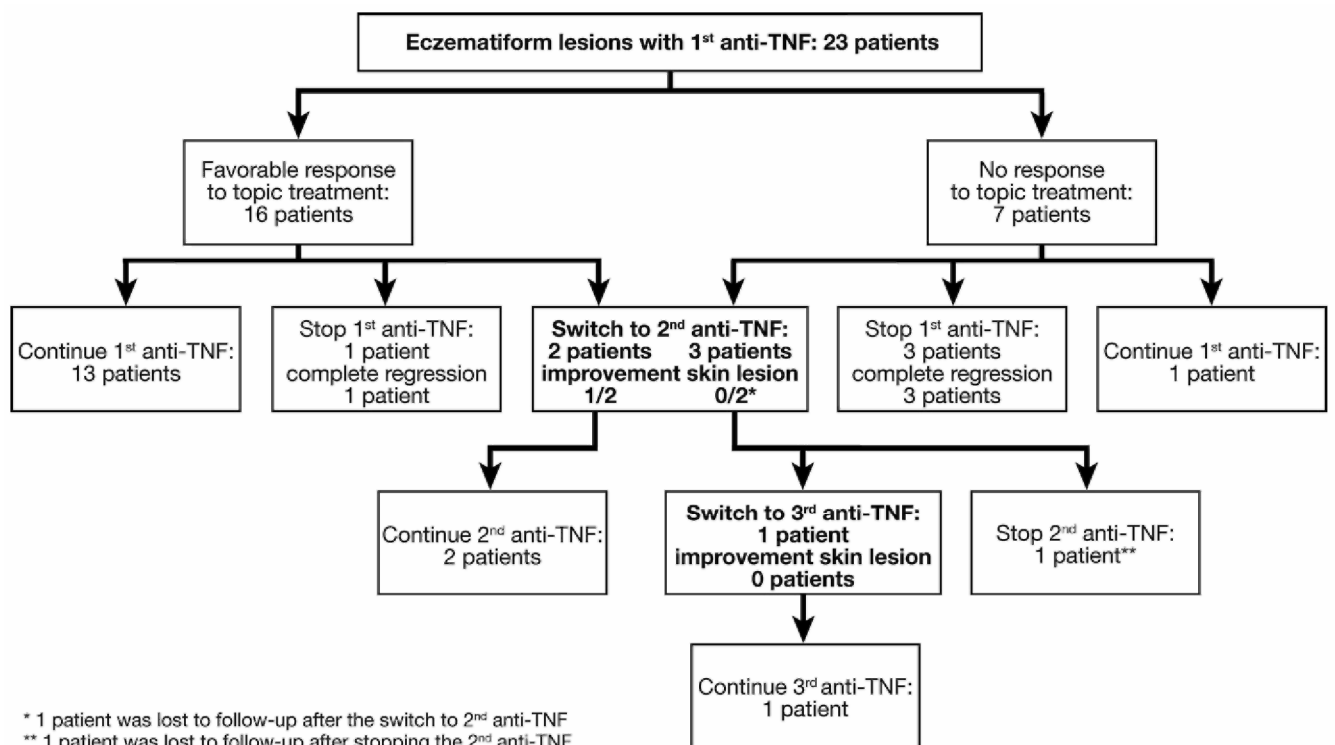 Eczematiform lesions with 1st anti-TNF: 23 patients
Favorable response
to topic treatment:
16 patients
No response
to topic treatment:
7 patients
Continue 1st anti-TNF:
13 patients
Stop 1st anti-TNF:
1 patient
complete regression
1 patient
Switch to 2nd anti-TNF:
2 patients 3 patients
improvement skin lesion
1/2 0/2*
Stop 1st anti-TNF:
3 patients
complete regression
3 patients
Continue 1st anti-TNF:
1 patient
Continue 2nd anti-TNF:
2 patients
Switch to 3rd anti-TNF:
1 patient
improvement skin lesion
0 patients
Stop 2nd anti-TNF:
1 patient**
Continue 3rd anti-TNF:
1 patient
* 1 patient was lost to follow-up after the switch to 2nd anti-TNF
** 1 patient was lost to follow-up after stopping the 2nd anti-TNF